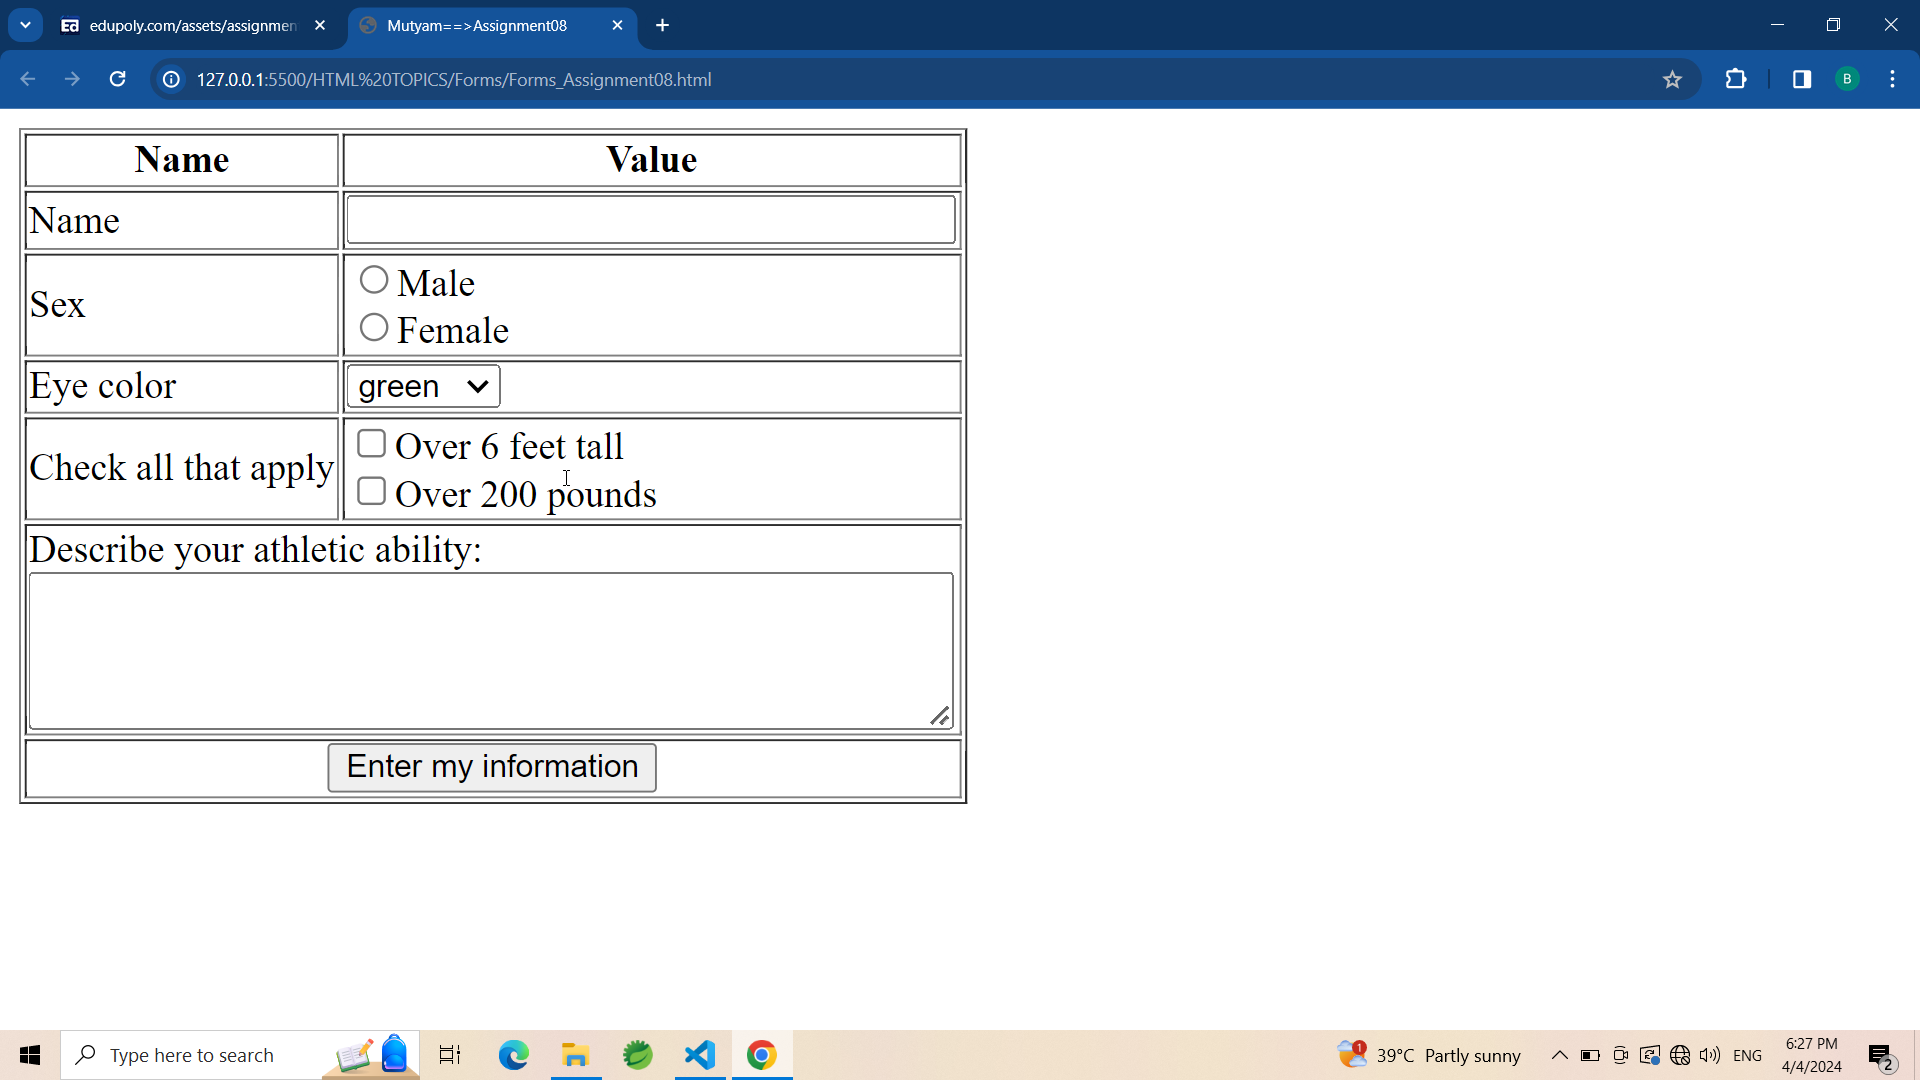 edupoly.com/assets/assignmen
Mutyam==>Assignment08
127.0.0.1:5500/HTML%20TOPICS/Forms/Forms_Assignment08.html
B
Name Value
Name
Sex
Male
Female
Eye color green
Check all that apply
Over 6 feet tall
Over 200 pounds
Describe your athletic ability:
Enter my information
Type here to search
1
39°C Partly sunny
ENG
6:27 PM
4/4/2024
2